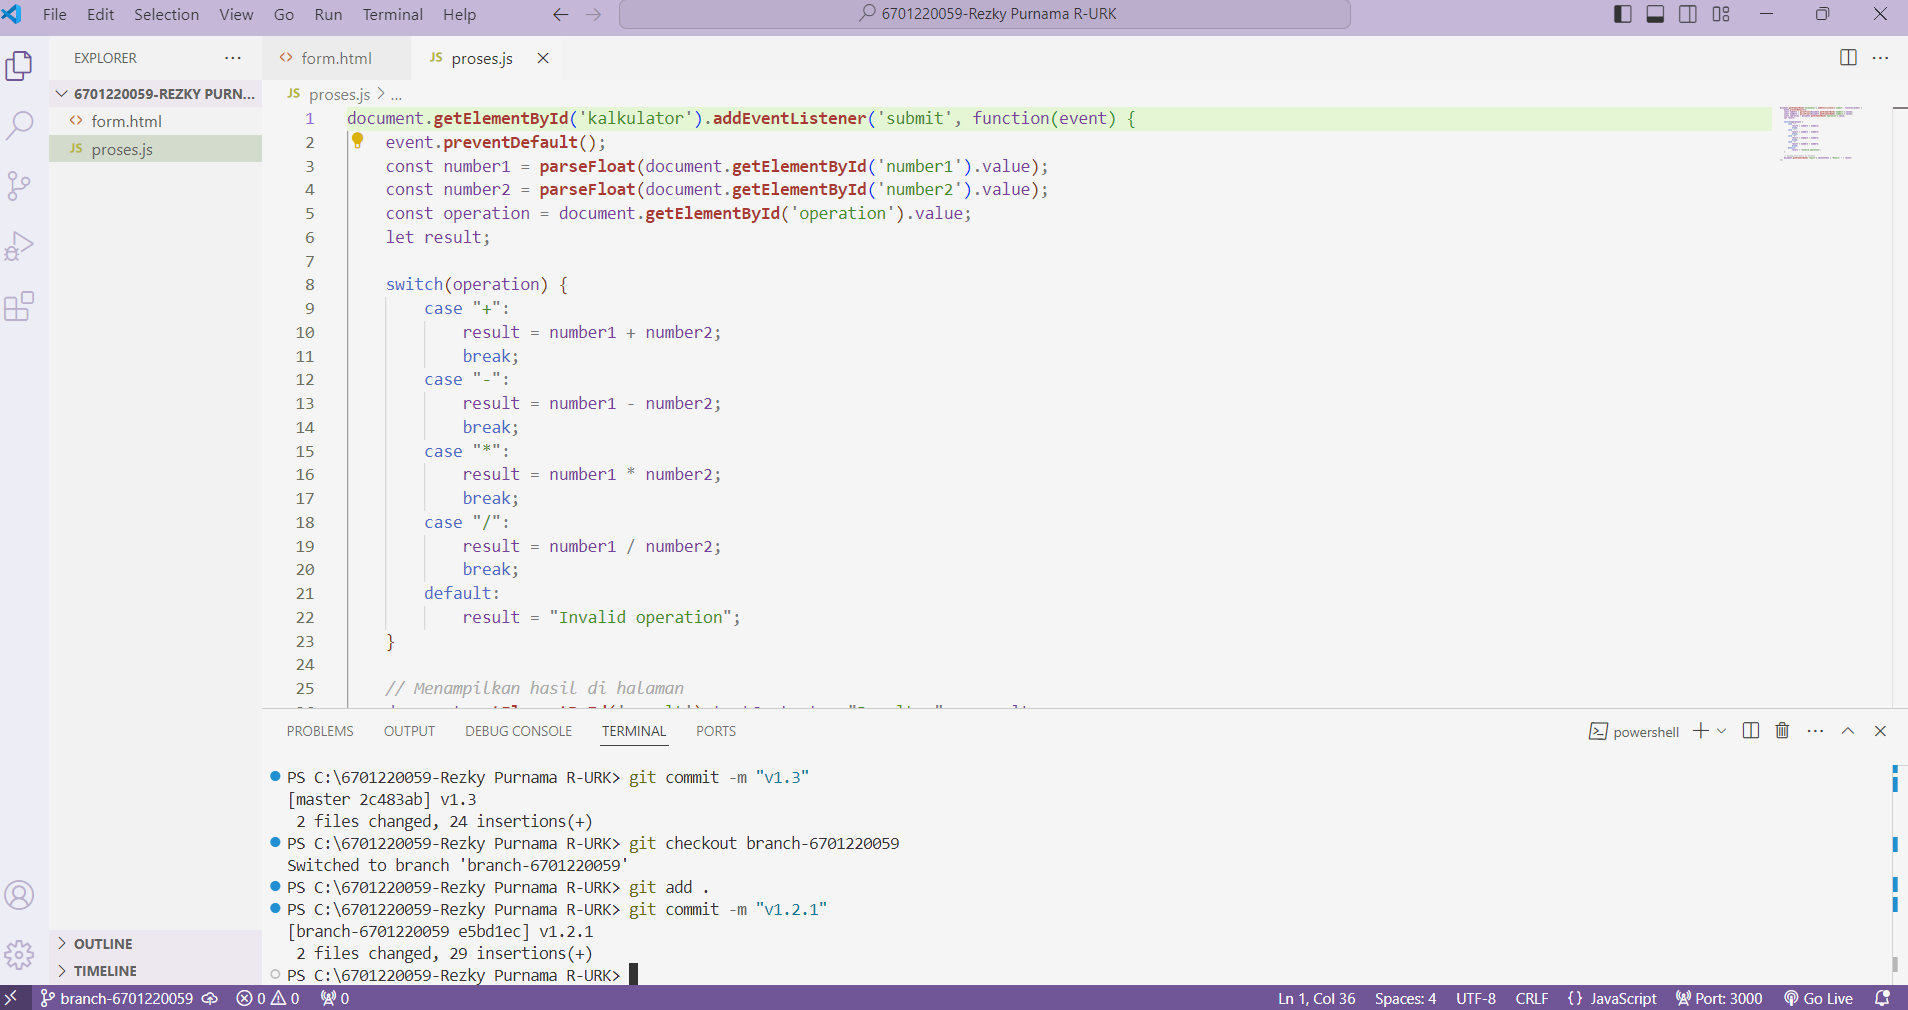 File Edit Selection View Go Run Terminal Help
6701220059-Rezky Purnama R-URK
EXPLORER
6701220059-REZKY PURN...
form.html
JS proses.js
form.html
JS proses.js
JS proses.js > ...
1 document.getElementById('kalkulator').addEventListener('submit', function(event) {
2 event.preventDefault();
3 const number1 = parseFloat(document.getElementById('number1').value);
4 const number2 = parseFloat(document.getElementById('number2').value);
5 const operation = document.getElementById('operation').value;
6 let result;
7
8 switch(operation) {
9 case "+":
10 result = number1 + number2;
11 break;
12 case "-":
13 result = number1 - number2;
14 break;
15 case "*":
16 result = number1 * number2;
17 break;
18 case "/":
19 result = number1 / number2;
20 break;
21 default:
22 result = "Invalid operation";
23 }
24
25 // Menampilkan hasil di halaman
PROBLEMS OUTPUT DEBUG CONSOLE TERMINAL PORTS
powershell
PS C:\6701220059-Rezky Purnama R-URK> git commit -m "v1.3"
[master 2c483ab] v1.3
2 files changed, 24 insertions(+)
PS C:\6701220059-Rezky Purnama R-URK> git checkout branch-6701220059
Switched to branch 'branch-6701220059'
PS C:\6701220059-Rezky Purnama R-URK> git add .
PS C:\6701220059-Rezky Purnama R-URK> git commit -m "v1.2.1"
[branch-6701220059 e5bd1ec] v1.2.1
2 files changed, 29 insertions(+)
PS C:\6701220059-Rezky Purnama R-URK>
OUTLINE
TIMELINE
branch-6701220059 0 0 0
Ln 1, Col 36 Spaces: 4 UTF-8 CRLF {} JavaScript Port: 3000 Go Live